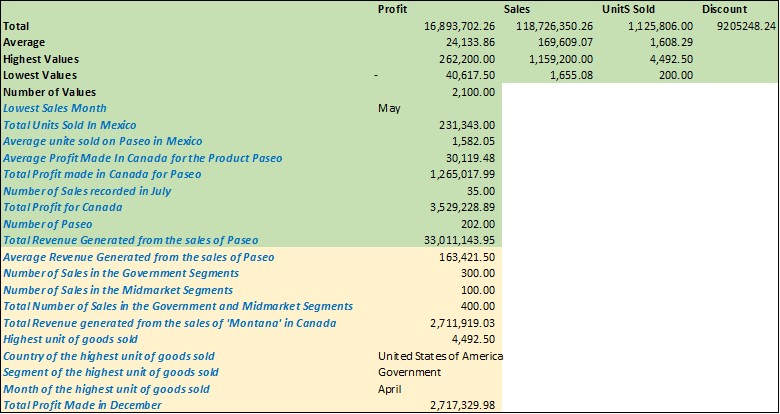 Profit Sales UnitS Sold Discount
Total 16,893,702.26 118,726,350.26 1,125,806.00 9205248.24
Average 24,133.86 169,609.07 1,608.29
Highest Values 262,200.00 1,159,200.00 4,492.50
Lowest Values - 40,617.50 1,655.08 200.00
Number of Values 2,100.00
Lowest Sales Month May
Total Units Sold In Mexico 231,343.00
Average unite sold on Paseo in Mexico 1,582.05
Average Profit Made In Canada for the Product Paseo 30,119.48
Total Profit made in Canada for Paseo 1,265,017.99
Number of Sales recorded in July 35.00
Total Profit for Canada 3,529,228.89
Number of Paseo 202.00
Total Revenue Generated from the sales of Paseo 33,011,143.95
Average Revenue Generated from the sales of Paseo 163,421.50
Number of Sales in the Government Segments 300.00
Number of Sales in the Midmarket Segments 100.00
Total Number of Sales in the Government and Midmarket Segments 400.00
Total Revenue generated from the sales of 'Montana' in Canada 2,711,919.03
Highest unit of goods sold 4,492.50
Country of the highest unit of goods sold United States of America
Segment of the highest unit of goods sold Government
Month of the highest unit of goods sold April
Total Profit Made in December 2,717,329.98